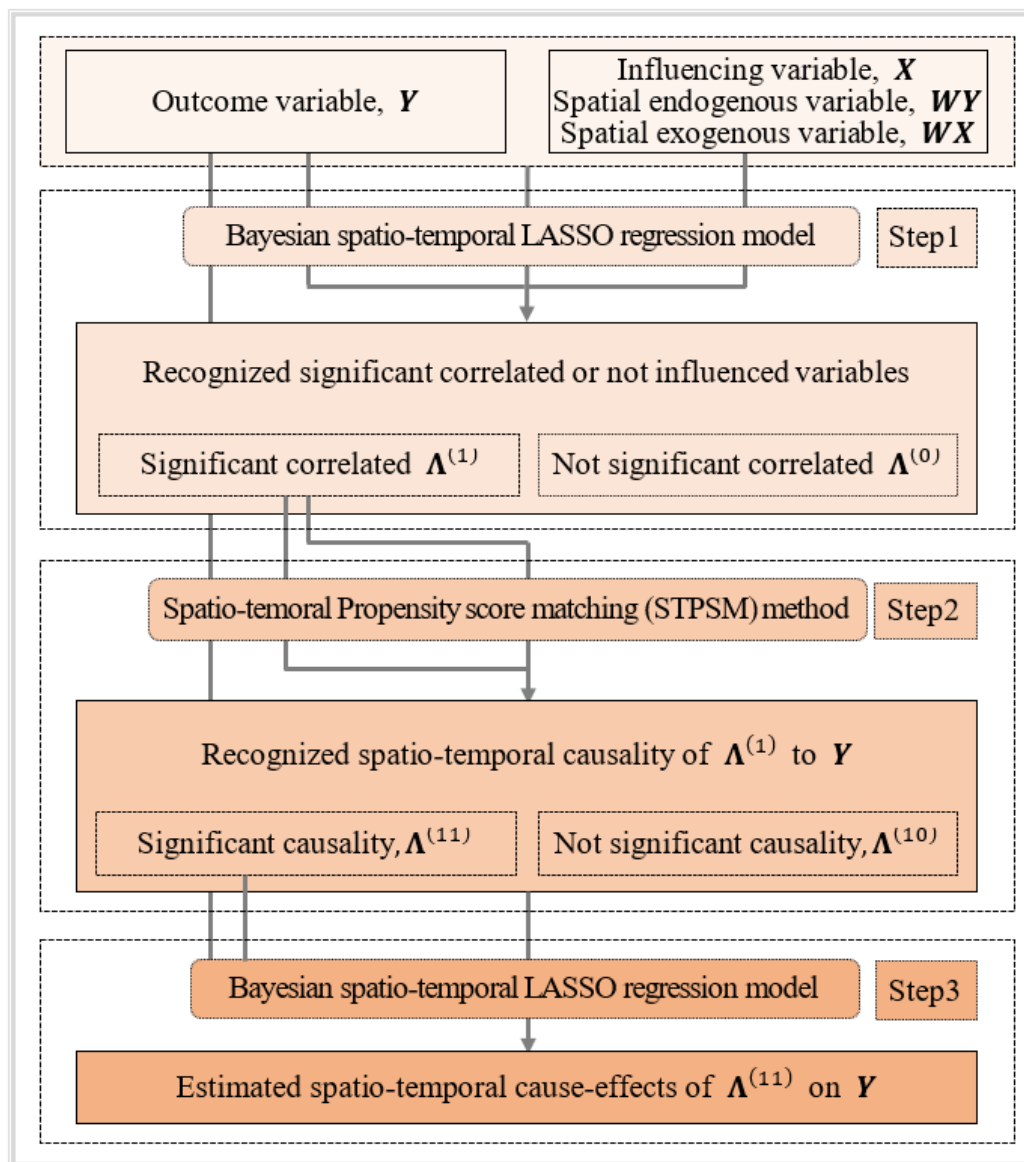 Outcome variable, Y
Influencing variable, X
Spatial endogenous variable, WY
Spatial exogenous variable, WX
Bayesian spatio-temporal LASSO regression model
Step1
Recognized significant correlated or not influenced variables
Significant correlated Λ⁽¹⁾
Not significant correlated Λ⁽⁰⁾
Spatio-temoral Propensity score matching (STPSM) method
Step2
Recognized spatio-temporal causality of Λ⁽¹⁾ to Y
Significant causality, Λ⁽¹¹⁾
Not significant causality, Λ⁽¹⁰⁾
Bayesian spatio-temporal LASSO regression model
Step3
Estimated spatio-temporal cause-effects of Λ⁽¹¹⁾ on Y